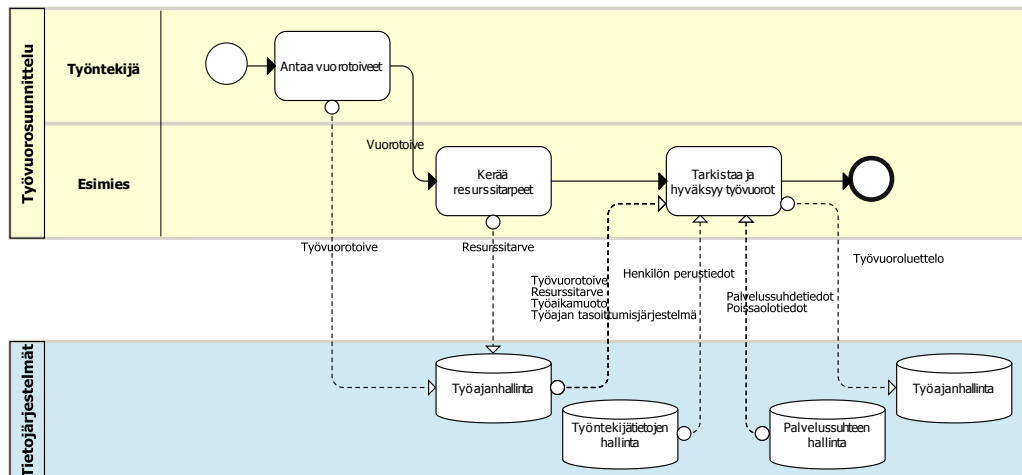 Työvuorosuunnittelu
Työntekijä
Antaa vuorotoiveet
Vuorotoive
Esimies
Kerää
resurssitarpeet
Tarkistaa ja
hyväksyy työvuorot
Työvuorotoive
Resurssitarve
Työvuorotoive
Resurssitarve
Työaikamuoto
Työajan tasoittumisjärjestelmä
Henkilön perustiedot
Palvelussuhdetiedot
Poissaolotiedot
Työvuoroluettelo
Tietojärjestelmät
Työajanhallinta
Työntekijätietojen
hallinta
Palvelussuhteen
hallinta
Työajanhallinta